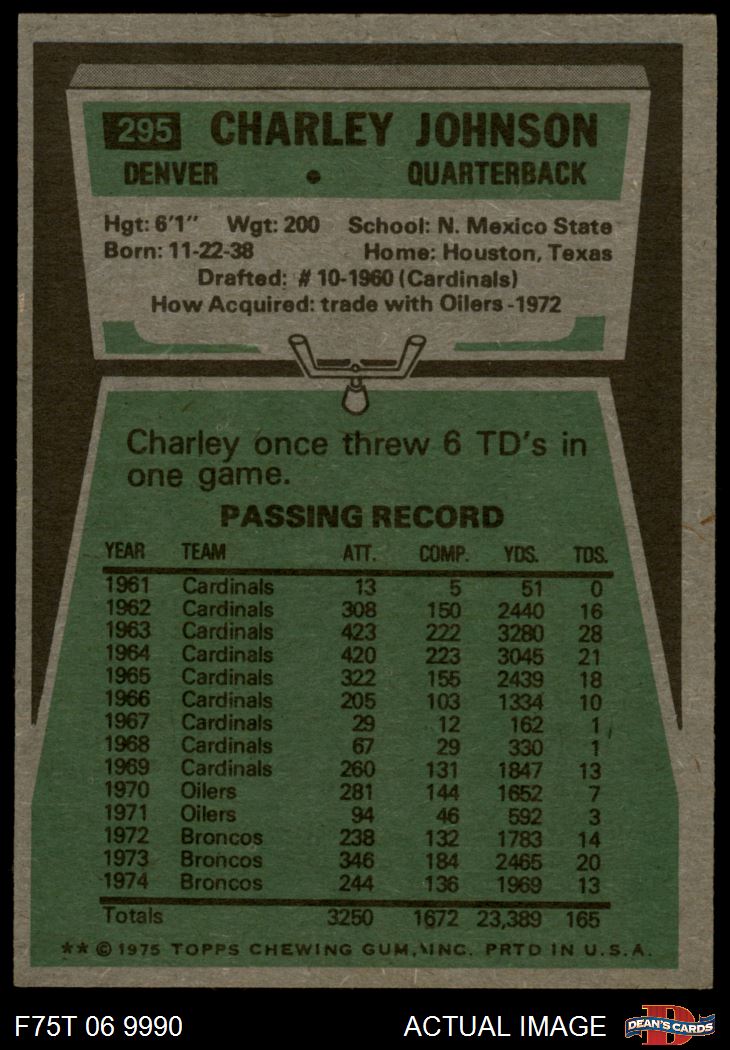 295 CHARLEY JOHNSON
DENVER • QUARTERBACK
Hgt: 6'1" Wgt: 200 School: N. Mexico State
Born: 11-22-38 Home: Houston, Texas
Drafted: #10-1960 (Cardinals)
How Acquired: trade with Oilers-1972
Charley once threw 6 TD's in
one game.
PASSING RECORD
YEAR TEAM ATT. COMP. YDS. TDS.
1961 Cardinals 13 5 51 0
1962 Cardinals 308 150 2440 16
1963 Cardinals 423 222 3280 28
1964 Cardinals 420 223 3045 21
1965 Cardinals 322 155 2439 18
1966 Cardinals 205 103 1334 10
1967 Cardinals 29 12 162 1
1968 Cardinals 67 29 330 1
1969 Cardinals 260 131 1847 13
1970 Oilers 281 144 1652 7
1971 Oilers 94 46 592 3
1972 Broncos 238 132 1783 14
1973 Broncos 346 184 2465 20
1974 Broncos 244 136 1969 13
Totals 3250 1672 23,389 165
** © 1975 TOPPS CHEWING GUM, INC. PRTD IN U.S.A.
F75T 06 9990 ACTUAL IMAGE D DEAN'S CARDS